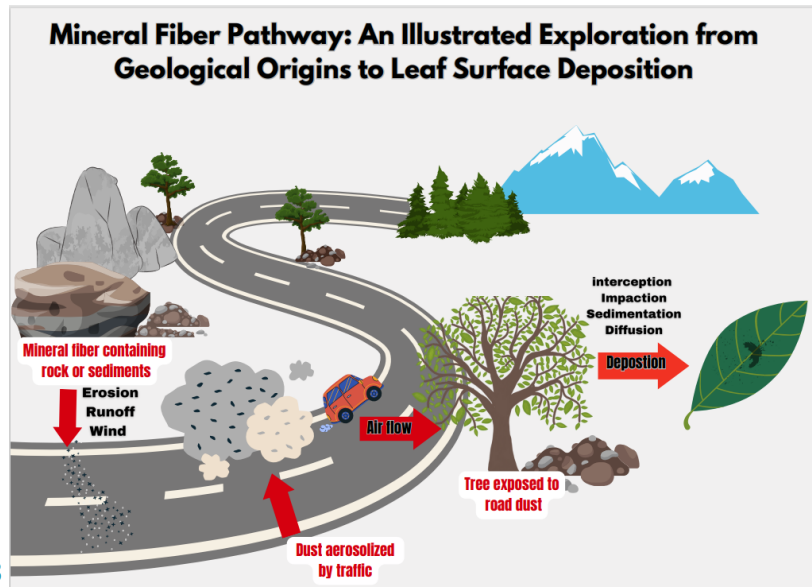 Mineral Fiber Pathway: An Illustrated Exploration from
Geological Origins to Leaf Surface Deposition
interception
Impaction
Sedimentation
Diffusion
Depostion
Mineral fiber containing
rock or sediments
Erosion
Runoff
Wind
Air flow
Tree exposed to
road dust
Dust aerosolized
by traffic